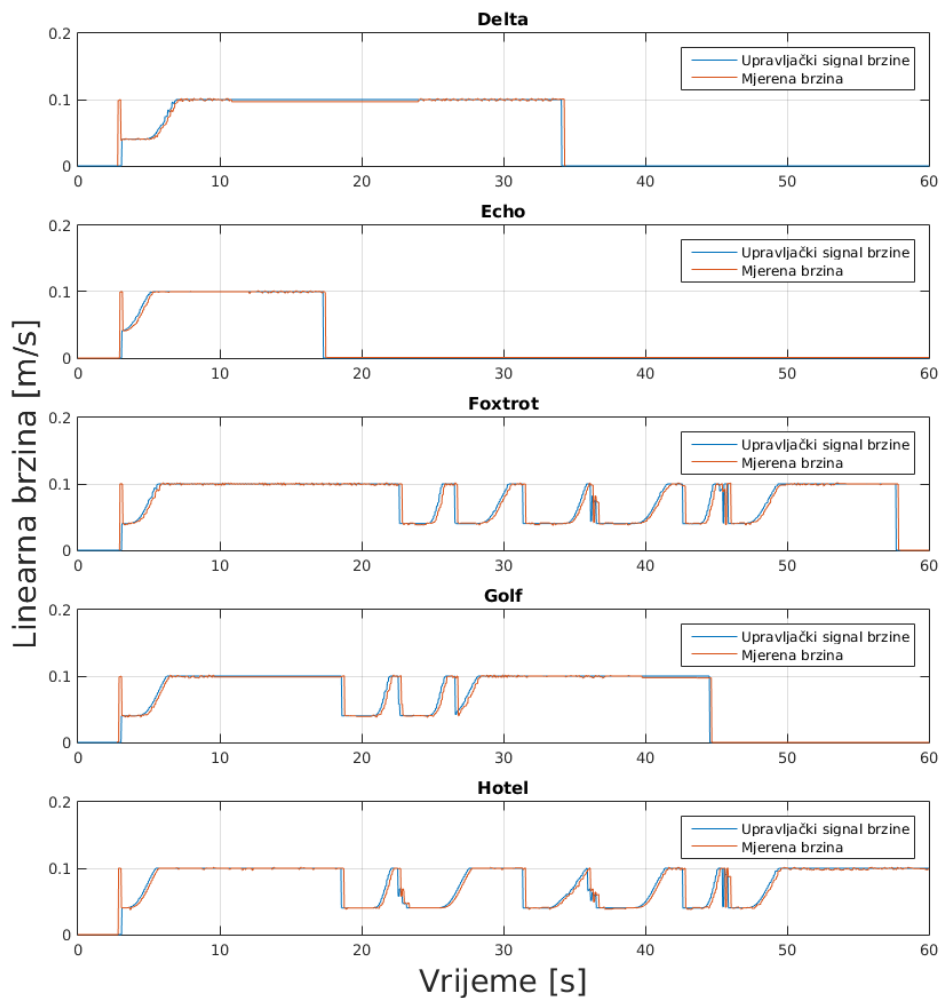 Delta
0.2
0.1
0
Upravljački signal brzine
Mjerena brzina
0 10 20 30 40 50 60
Echo
0.2
0.1
0
Upravljački signal brzine
Mjerena brzina
0 10 20 30 40 50 60
Foxtrot
0.2
0.1
0
Upravljački signal brzine
Mjerena brzina
0 10 20 30 40 50 60
Golf
0.2
0.1
0
Upravljački signal brzine
Mjerena brzina
0 10 20 30 40 50 60
Hotel
0.2
0.1
0
Upravljački signal brzine
Mjerena brzina
0 10 20 30 40 50 60
Linearna brzina [m/s]
Vrijeme [s]